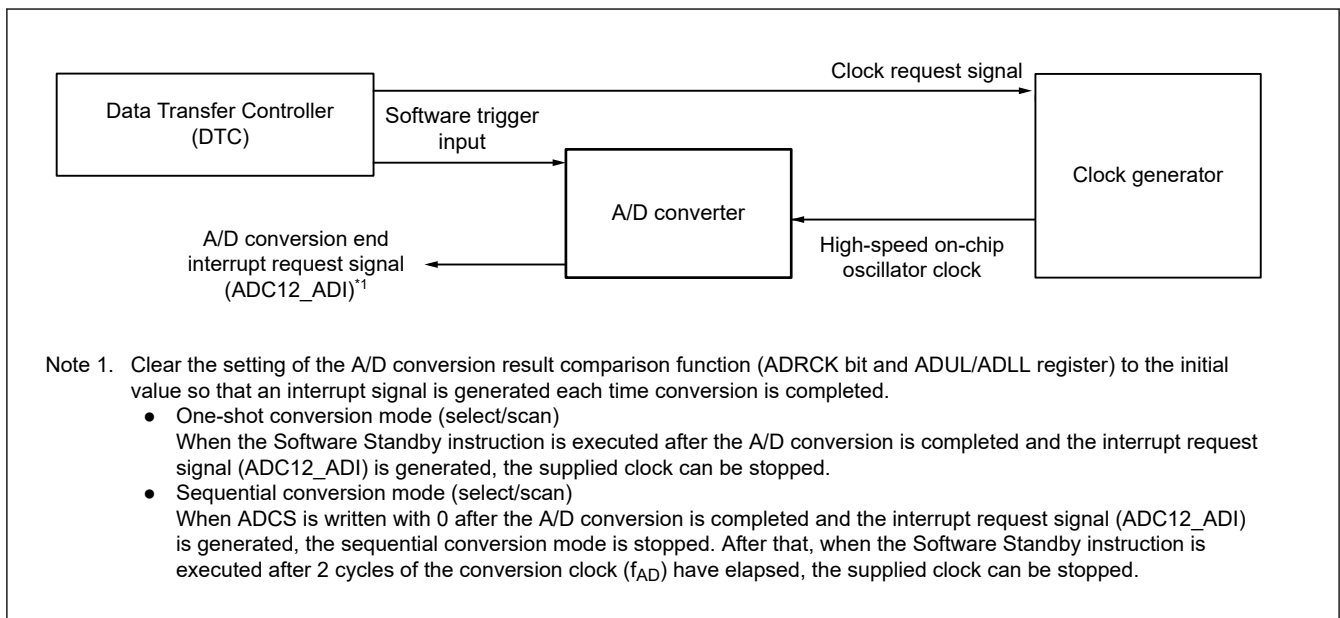 Clock request signal
Data Transfer Controller
(DTC)
Software trigger
input
Clock generator
A/D converter
A/D conversion end
interrupt request signal
(ADC12_ADI)*1
High-speed on-chip
oscillator clock
Note 1. Clear the setting of the A/D conversion result comparison function (ADRCK bit and ADUL/ADLL register) to the initial
value so that an interrupt signal is generated each time conversion is completed.
● One-shot conversion mode (select/scan)
When the Software Standby instruction is executed after the A/D conversion is completed and the interrupt request
signal (ADC12_ADI) is generated, the supplied clock can be stopped.
● Sequential conversion mode (select/scan)
When ADCS is written with 0 after the A/D conversion is completed and the interrupt request signal (ADC12_ADI)
is generated, the sequential conversion mode is stopped. After that, when the Software Standby instruction is
executed after 2 cycles of the conversion clock (fAD) have elapsed, the supplied clock can be stopped.